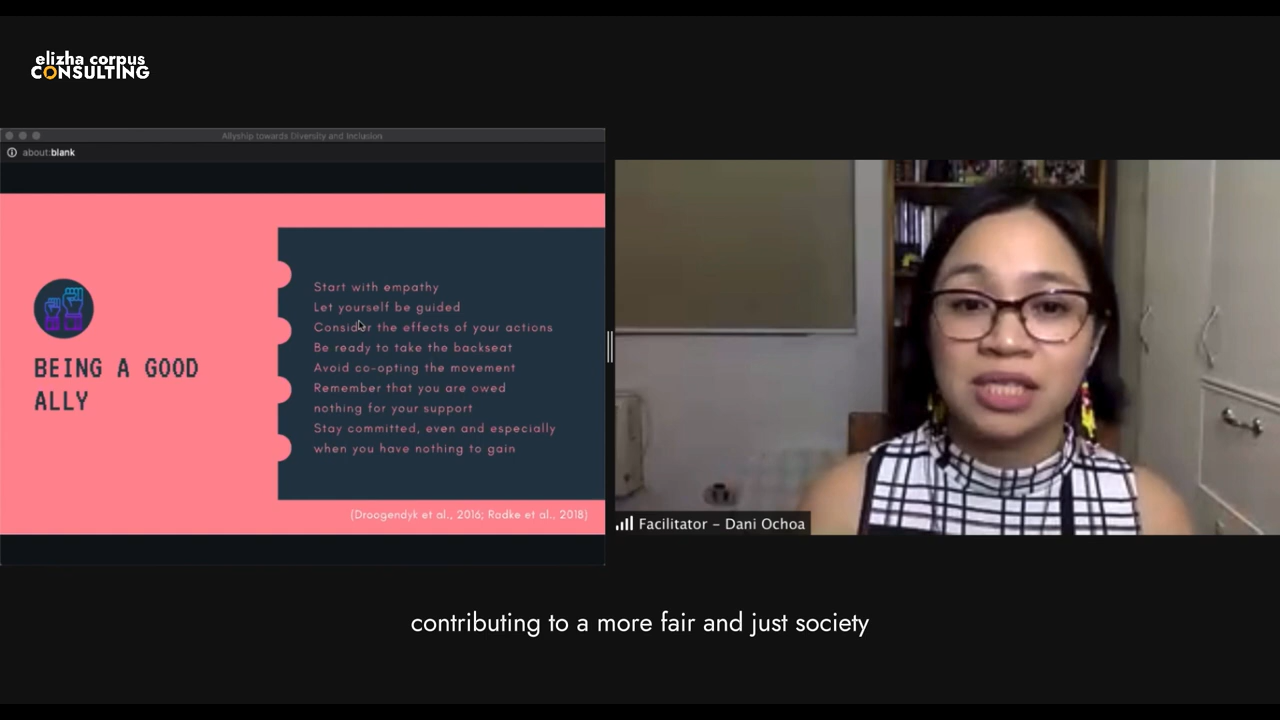 elizha corpus
CONSULTING
Allyship towards Diversity and Inclusion
about:blank
BEING A GOOD
ALLY
Start with empathy
Let yourself be guided
Consider the effects of your actions
Be ready to take the backseat
Avoid co-opting the movement
Remember that you are owed
nothing for your support
Stay committed, even and especially
when you have nothing to gain
(Droogendyk et al., 2016; Radke et al., 2018)
Facilitator – Dani Ochoa
contributing to a more fair and just society